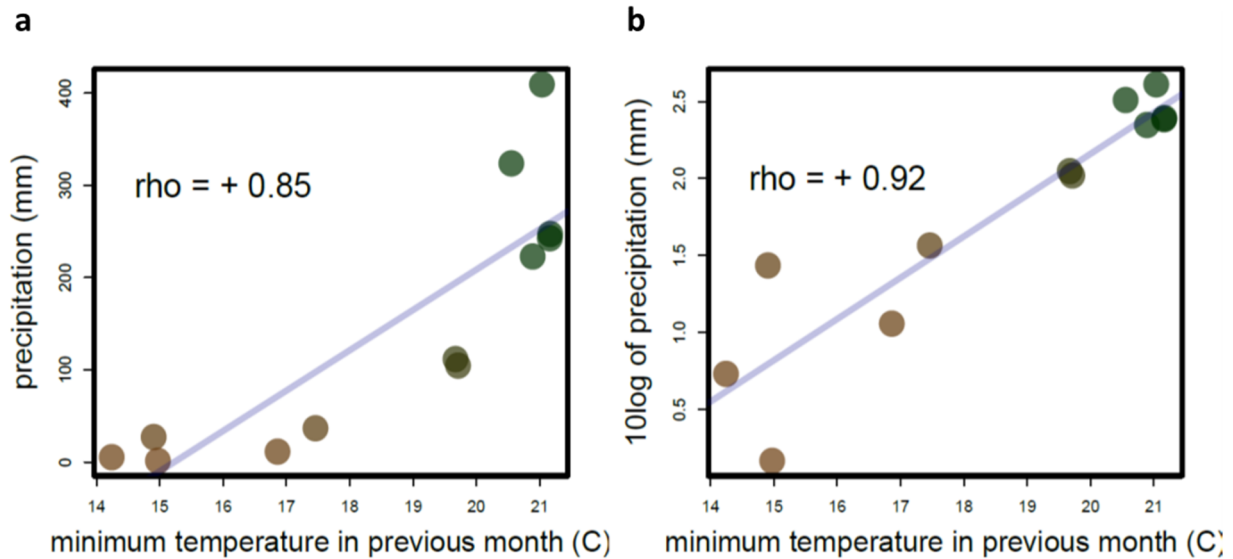 a
b
precipitation (mm)
400
300
200
100
0
rho = + 0.85
14 15 16 17 18 19 20 21
minimum temperature in previous month (C)
10log of precipitation (mm)
2.5
2.0
1.5
1.0
0.5
rho = + 0.92
14 15 16 17 18 19 20 21
minimum temperature in previous month (C)